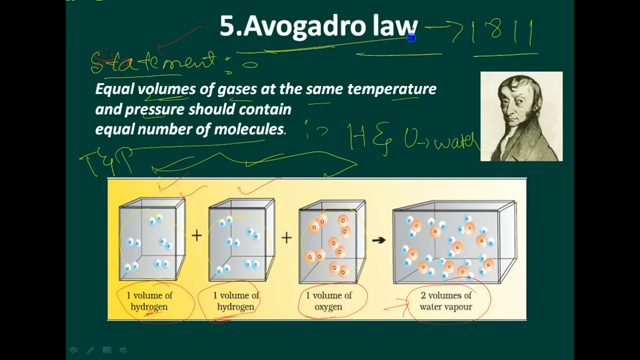 5.Avogadro law → 1811
Statement :-
Equal volumes of gases at the same temperature
and pressure should contain
equal number of molecules.
:- H & O → water
T & P
+ + →
1 volume of
hydrogen
1 volume of
hydrogen
1 volume of
oxygen
2 volumes of
water vapour